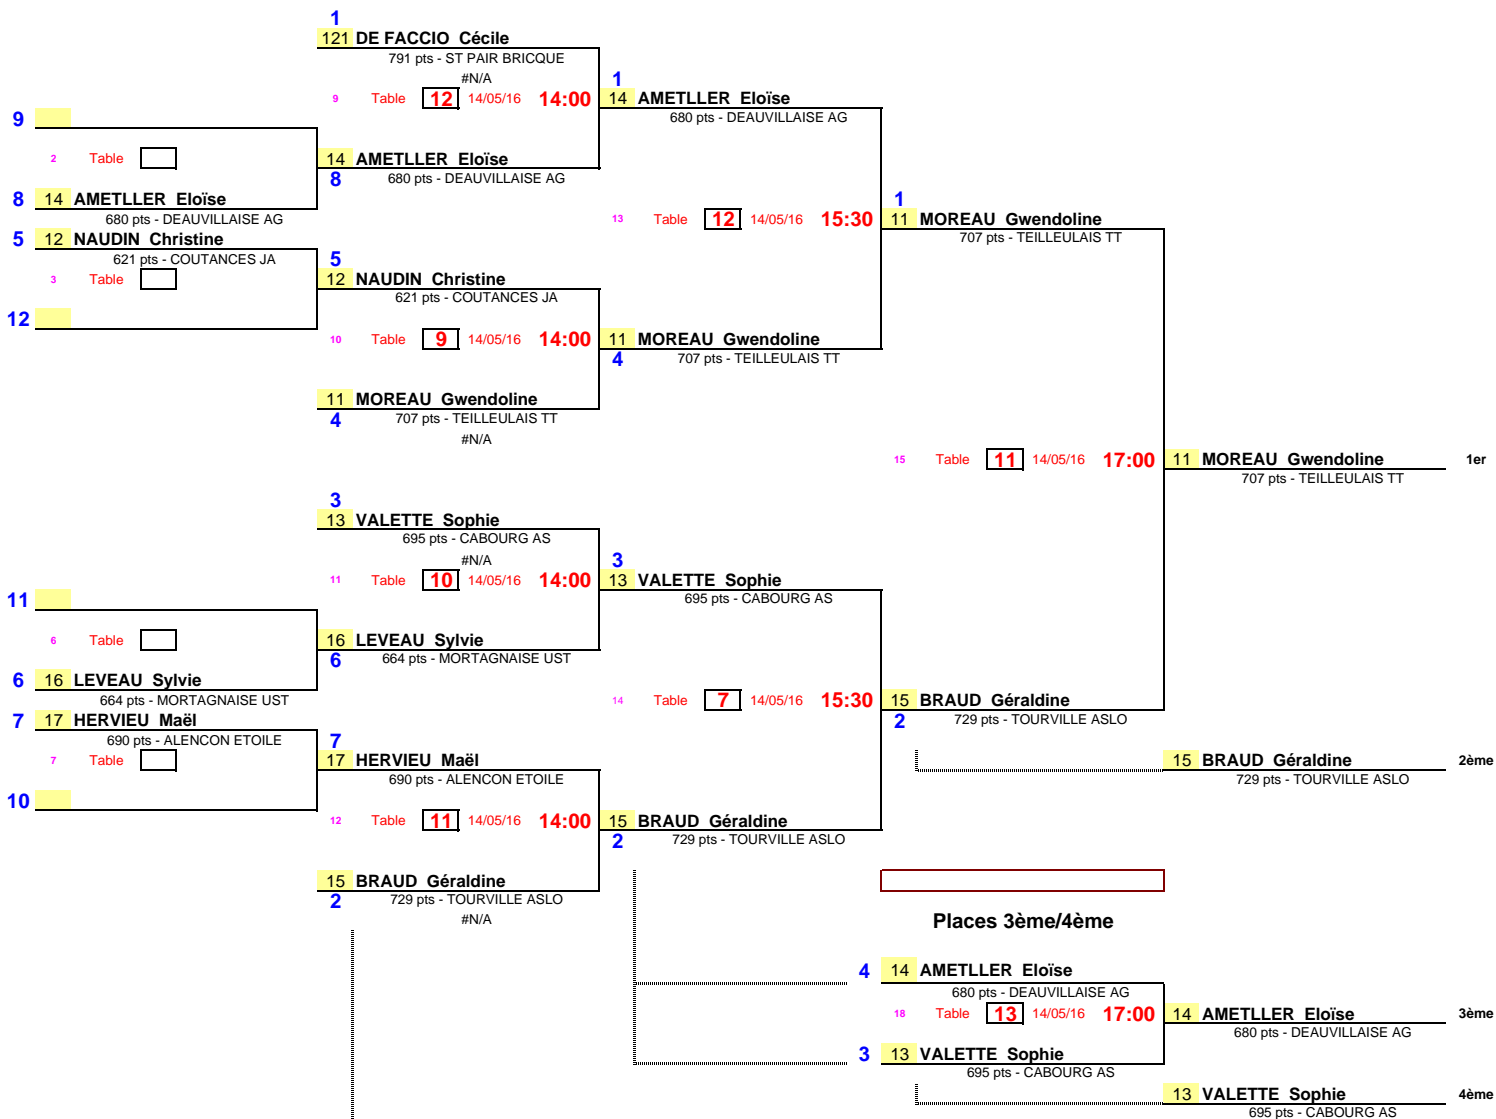 1
121 DE FACCIO Cécile
791 pts - ST PAIR BRICQUE
#N/A
9 Table 12 14/05/16 14:00
1
14 AMETLLER Eloïse
680 pts - DEAUVILLAISE AG
9
2 Table
14 AMETLLER Eloïse
8 680 pts - DEAUVILLAISE AG
8 14 AMETLLER Eloïse
680 pts - DEAUVILLAISE AG
13 Table 12 14/05/16 15:30
1
11 MOREAU Gwendoline
707 pts - TEILLEULAIS TT
5 12 NAUDIN Christine
621 pts - COUTANCES JA
3 Table
5
12 NAUDIN Christine
621 pts - COUTANCES JA
12
10 Table 9 14/05/16 14:00
11 MOREAU Gwendoline
4 707 pts - TEILLEULAIS TT
11 MOREAU Gwendoline
4 707 pts - TEILLEULAIS TT
#N/A
15 Table 11 14/05/16 17:00
11 MOREAU Gwendoline 1er
707 pts - TEILLEULAIS TT
3
13 VALETTE Sophie
695 pts - CABOURG AS
#N/A
11 Table 10 14/05/16 14:00
3
13 VALETTE Sophie
695 pts - CABOURG AS
11
6 Table
16 LEVEAU Sylvie
6 664 pts - MORTAGNAISE UST
6 16 LEVEAU Sylvie
664 pts - MORTAGNAISE UST
14 Table 7 14/05/16 15:30
15 BRAUD Géraldine
2 729 pts - TOURVILLE ASLO
7 17 HERVIEU Maël
690 pts - ALENCON ETOILE
7 Table
7
17 HERVIEU Maël
690 pts - ALENCON ETOILE
15 BRAUD Géraldine 2ème
729 pts - TOURVILLE ASLO
10
12 Table 11 14/05/16 14:00
15 BRAUD Géraldine
2 729 pts - TOURVILLE ASLO
15 BRAUD Géraldine
2 729 pts - TOURVILLE ASLO
#N/A
Places 3ème/4ème
4 14 AMETLLER Eloïse
680 pts - DEAUVILLAISE AG
18 Table 13 14/05/16 17:00
14 AMETLLER Eloïse 3ème
680 pts - DEAUVILLAISE AG
3 13 VALETTE Sophie
695 pts - CABOURG AS
13 VALETTE Sophie 4ème
695 pts - CABOURG AS